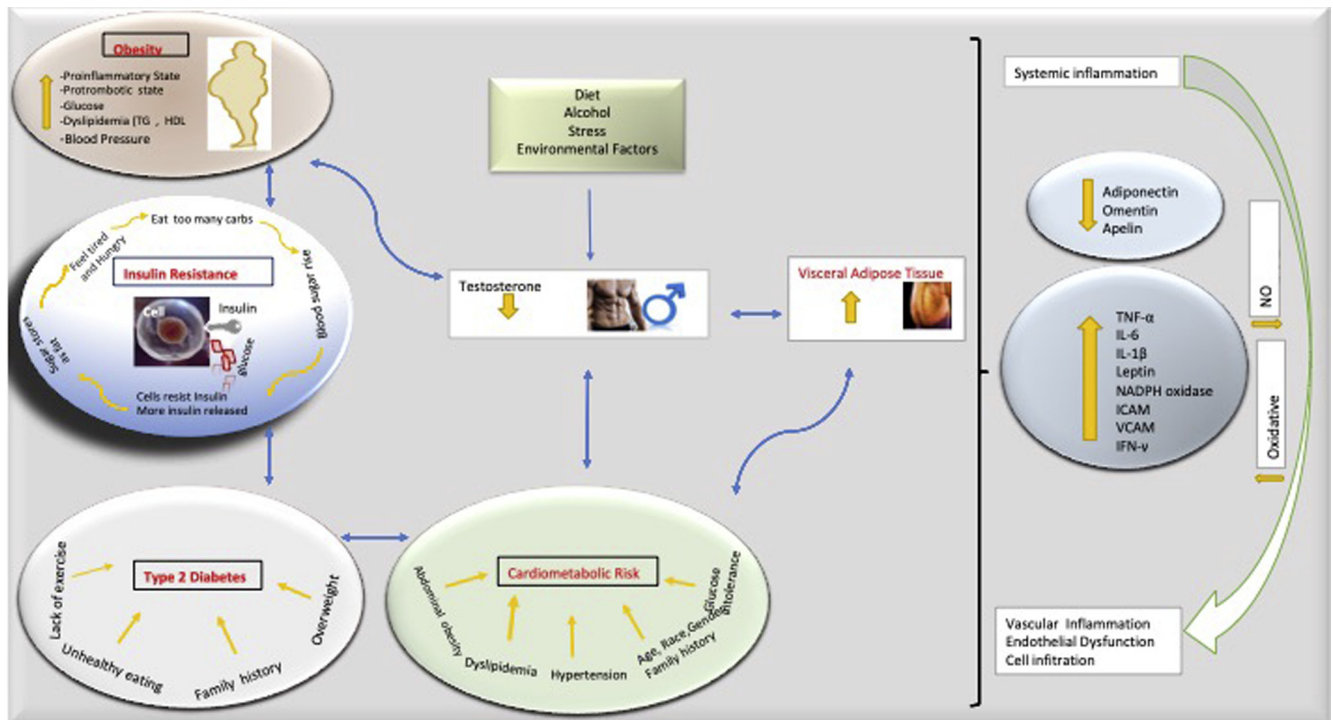 Obesity
-Proinflammatory State
-Protrombotic state
-Glucose
-Dyslipidemia (TG , HDL
-Blood Pressure
Diet
Alcohol
Stress
Environmental Factors
Eat too many carbs
Blood sugar rise
Cells resist Insulin
More insulin released
Sugar stores
as fat
Feel tired
and Hungry
Insulin Resistance
Cell
Insulin
glucose
Testosterone
Visceral Adipose Tissue
Type 2 Diabetes
Lack of exercise
Unhealthy eating
Family history
Overweight
Cardiometabolic Risk
Abdominal obesity
Dyslipidemia
Hypertension
Age, Race,Gender
Family history
Glucose
intolerance
Systemic inflammation
Adiponectin
Omentin
Apelin
TNF-α
IL-6
IL-1β
Leptin
NADPH oxidase
ICAM
VCAM
IFN-ν
NO
Oxidative
Vascular Inflammation
Endothelial Dysfunction
Cell infitration